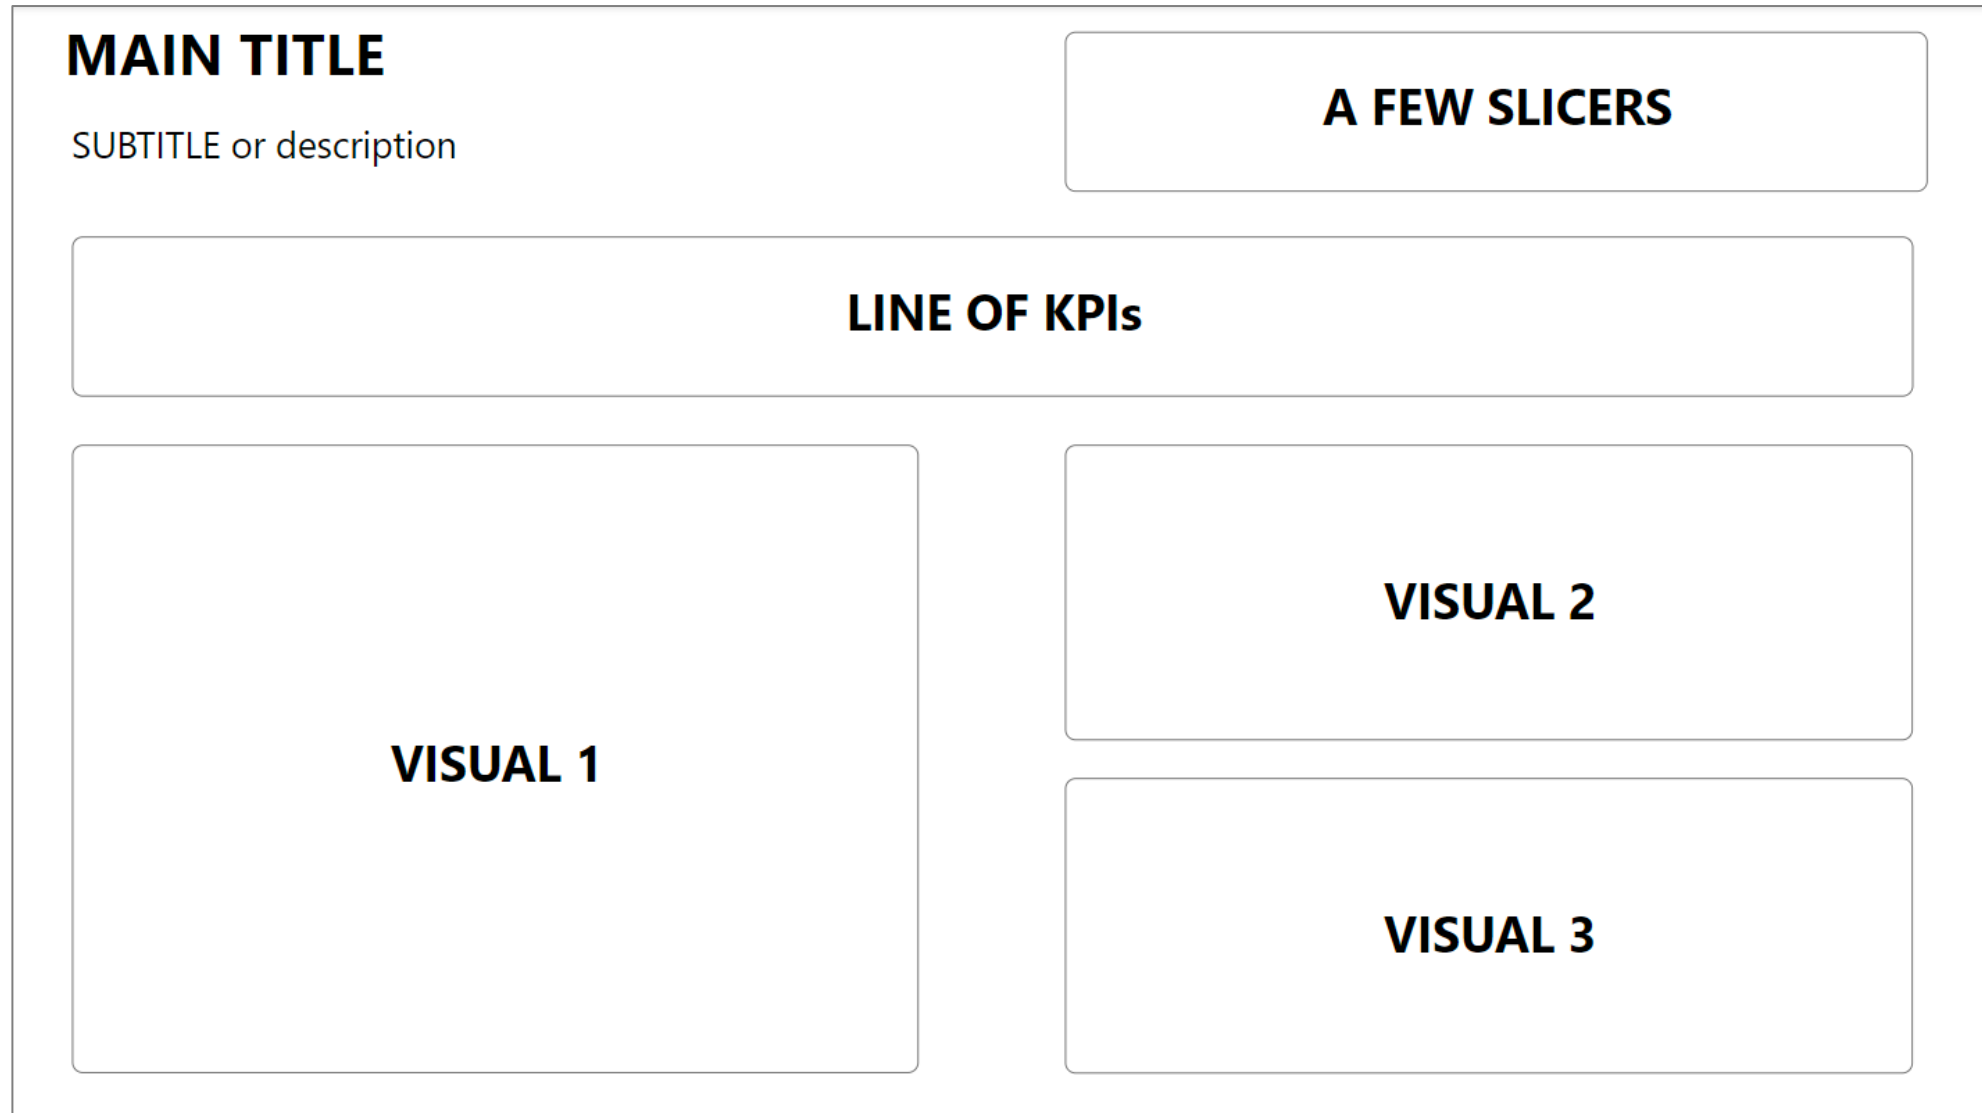 MAIN TITLE
SUBTITLE or description
A FEW SLICERS
LINE OF KPIs
VISUAL 1
VISUAL 2
VISUAL 3